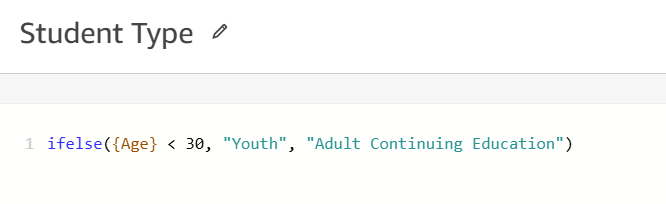 Student Type
1 ifelse({Age} < 30, "Youth", "Adult Continuing Education")